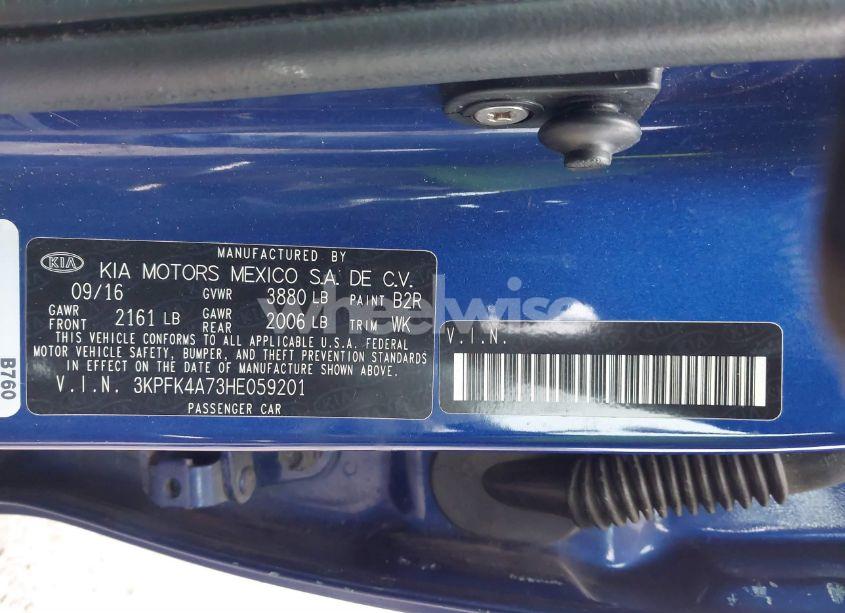 MANUFACTURED BY
KIA KIA MOTORS MEXICO S.A. DE C.V.
09/16 GVWR 3880 LB PAINT B2R
GAWR FRONT 2161 LB GAWR REAR 2006 LB TRIM WK
THIS VEHICLE CONFORMS TO ALL APPLICABLE U.S.A. FEDERAL
MOTOR VEHICLE SAFETY, BUMPER, AND THEFT PREVENTION STANDARDS
IN EFFECT ON THE DATE OF MANUFACTURE SHOWN ABOVE.
V.I.N. 3KPFK4A73HE059201
PASSENGER CAR
V.I.N.
B760
wheelwise